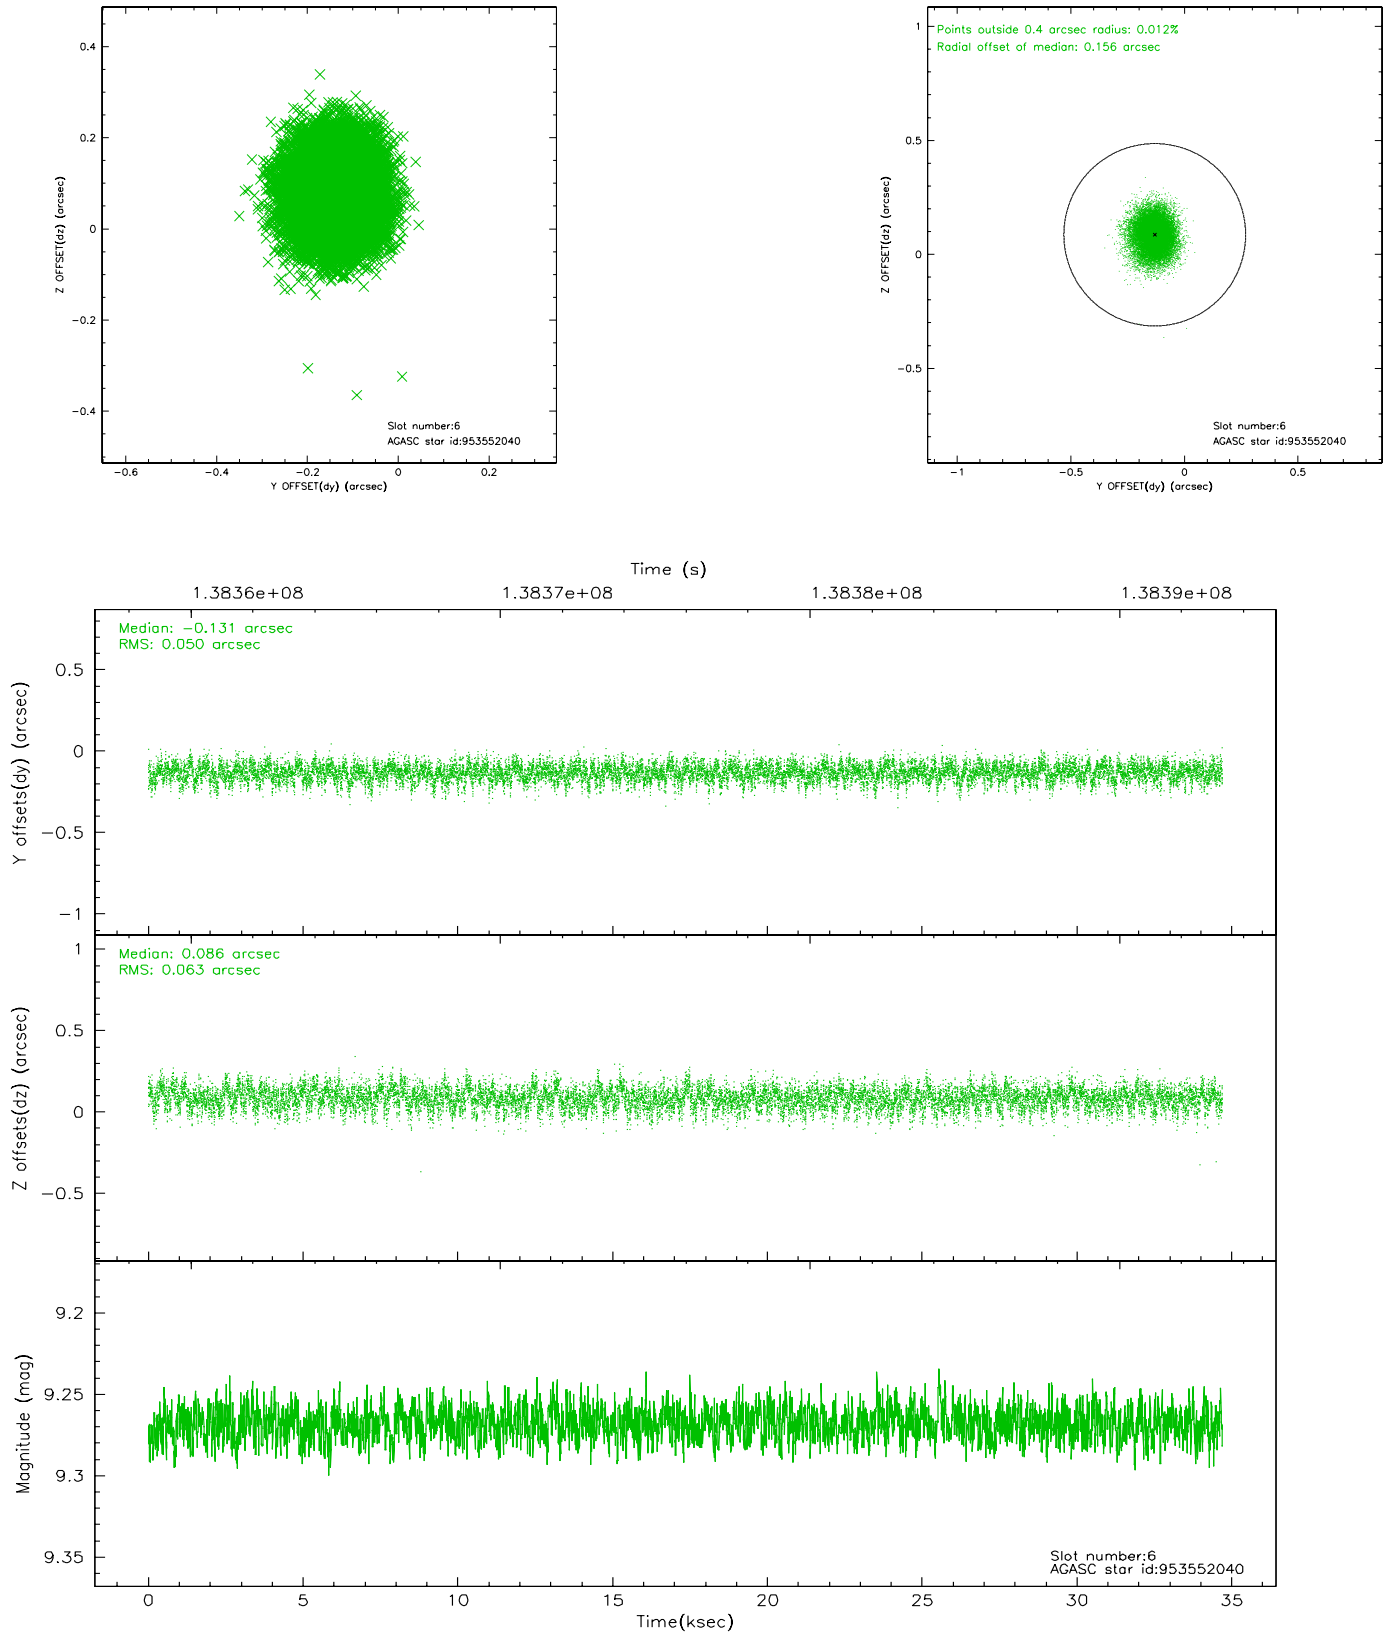 0.4
0.2
0
−0.2
−0.4
Z OFFSET(dz) (arcsec)
−0.6 −0.4 −0.2 0 0.2
Y OFFSET(dy) (arcsec)
Slot number:6
AGASC star id:953552040
Points outside 0.4 arcsec radius: 0.012%
Radial offset of median: 0.156 arcsec
1
0.5
0
−0.5
Z OFFSET(dz) (arcsec)
−1 −0.5 0 0.5
Y OFFSET(dy) (arcsec)
Slot number:6
AGASC star id:953552040
Time (s)
1.3836e+08 1.3837e+08 1.3838e+08 1.3839e+08
Median: −0.131 arcsec
RMS: 0.050 arcsec
0.5
0
−0.5
−1
Y offsets(dy) (arcsec)
Median: 0.086 arcsec
RMS: 0.063 arcsec
1
0.5
0
−0.5
Z offsets(dz) (arcsec)
9.2
9.25
9.3
9.35
Magnitude (mag)
Slot number:6
AGASC star id:953552040
0 5 10 15 20 25 30 35
Time(ksec)